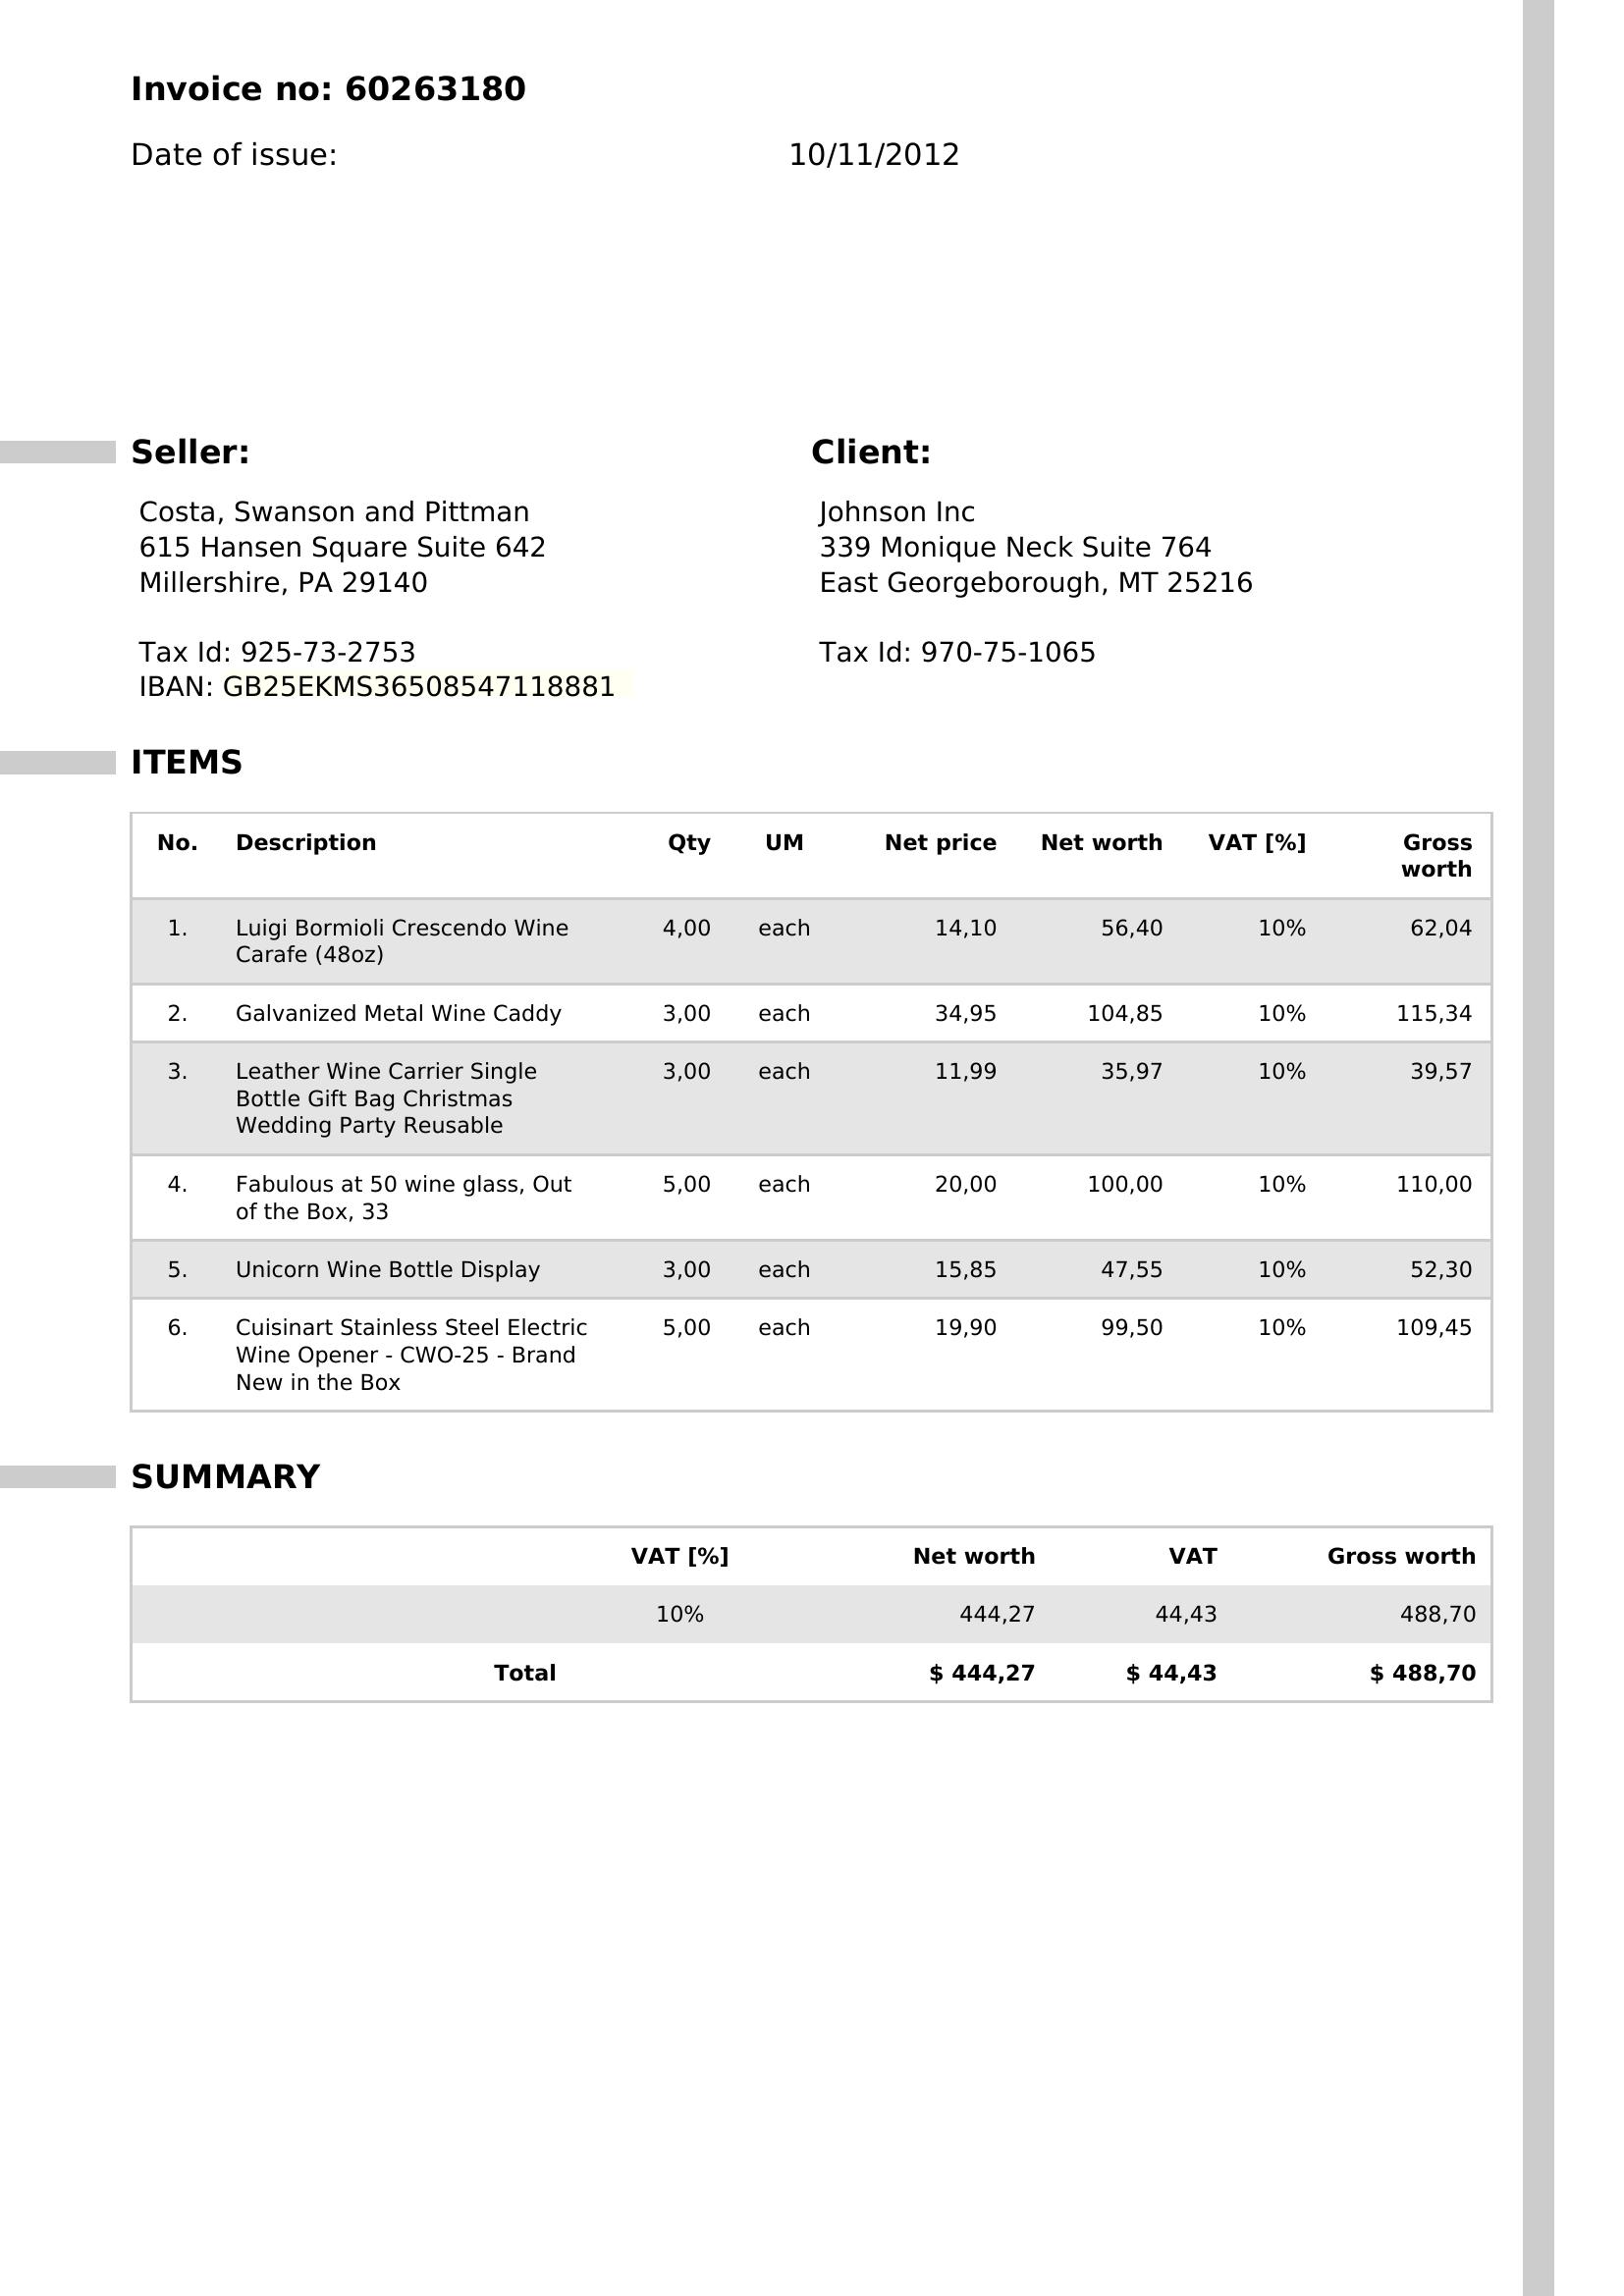 Invoice no: 60263180
Date of issue: 10/11/2012
Seller:
Costa, Swanson and Pittman
615 Hansen Square Suite 642
Millershire, PA 29140
Tax Id: 925-73-2753
IBAN: GB25EKMS36508547118881
Client:
Johnson Inc
339 Monique Neck Suite 764
East Georgeborough, MT 25216
Tax Id: 970-75-1065
ITEMS
No. Description Qty UM Net price Net worth VAT [%] Gross
worth
1. Luigi Bormioli Crescendo Wine 4,00 each 14,10 56,40 10% 62,04
Carafe (48oz)
2. Galvanized Metal Wine Caddy 3,00 each 34,95 104,85 10% 115,34
3. Leather Wine Carrier Single 3,00 each 11,99 35,97 10% 39,57
Bottle Gift Bag Christmas
Wedding Party Reusable
4. Fabulous at 50 wine glass, Out 5,00 each 20,00 100,00 10% 110,00
of the Box, 33
5. Unicorn Wine Bottle Display 3,00 each 15,85 47,55 10% 52,30
6. Cuisinart Stainless Steel Electric 5,00 each 19,90 99,50 10% 109,45
Wine Opener - CWO-25 - Brand
New in the Box
SUMMARY
VAT [%] Net worth VAT Gross worth
10% 444,27 44,43 488,70
Total $ 444,27 $ 44,43 $ 488,70